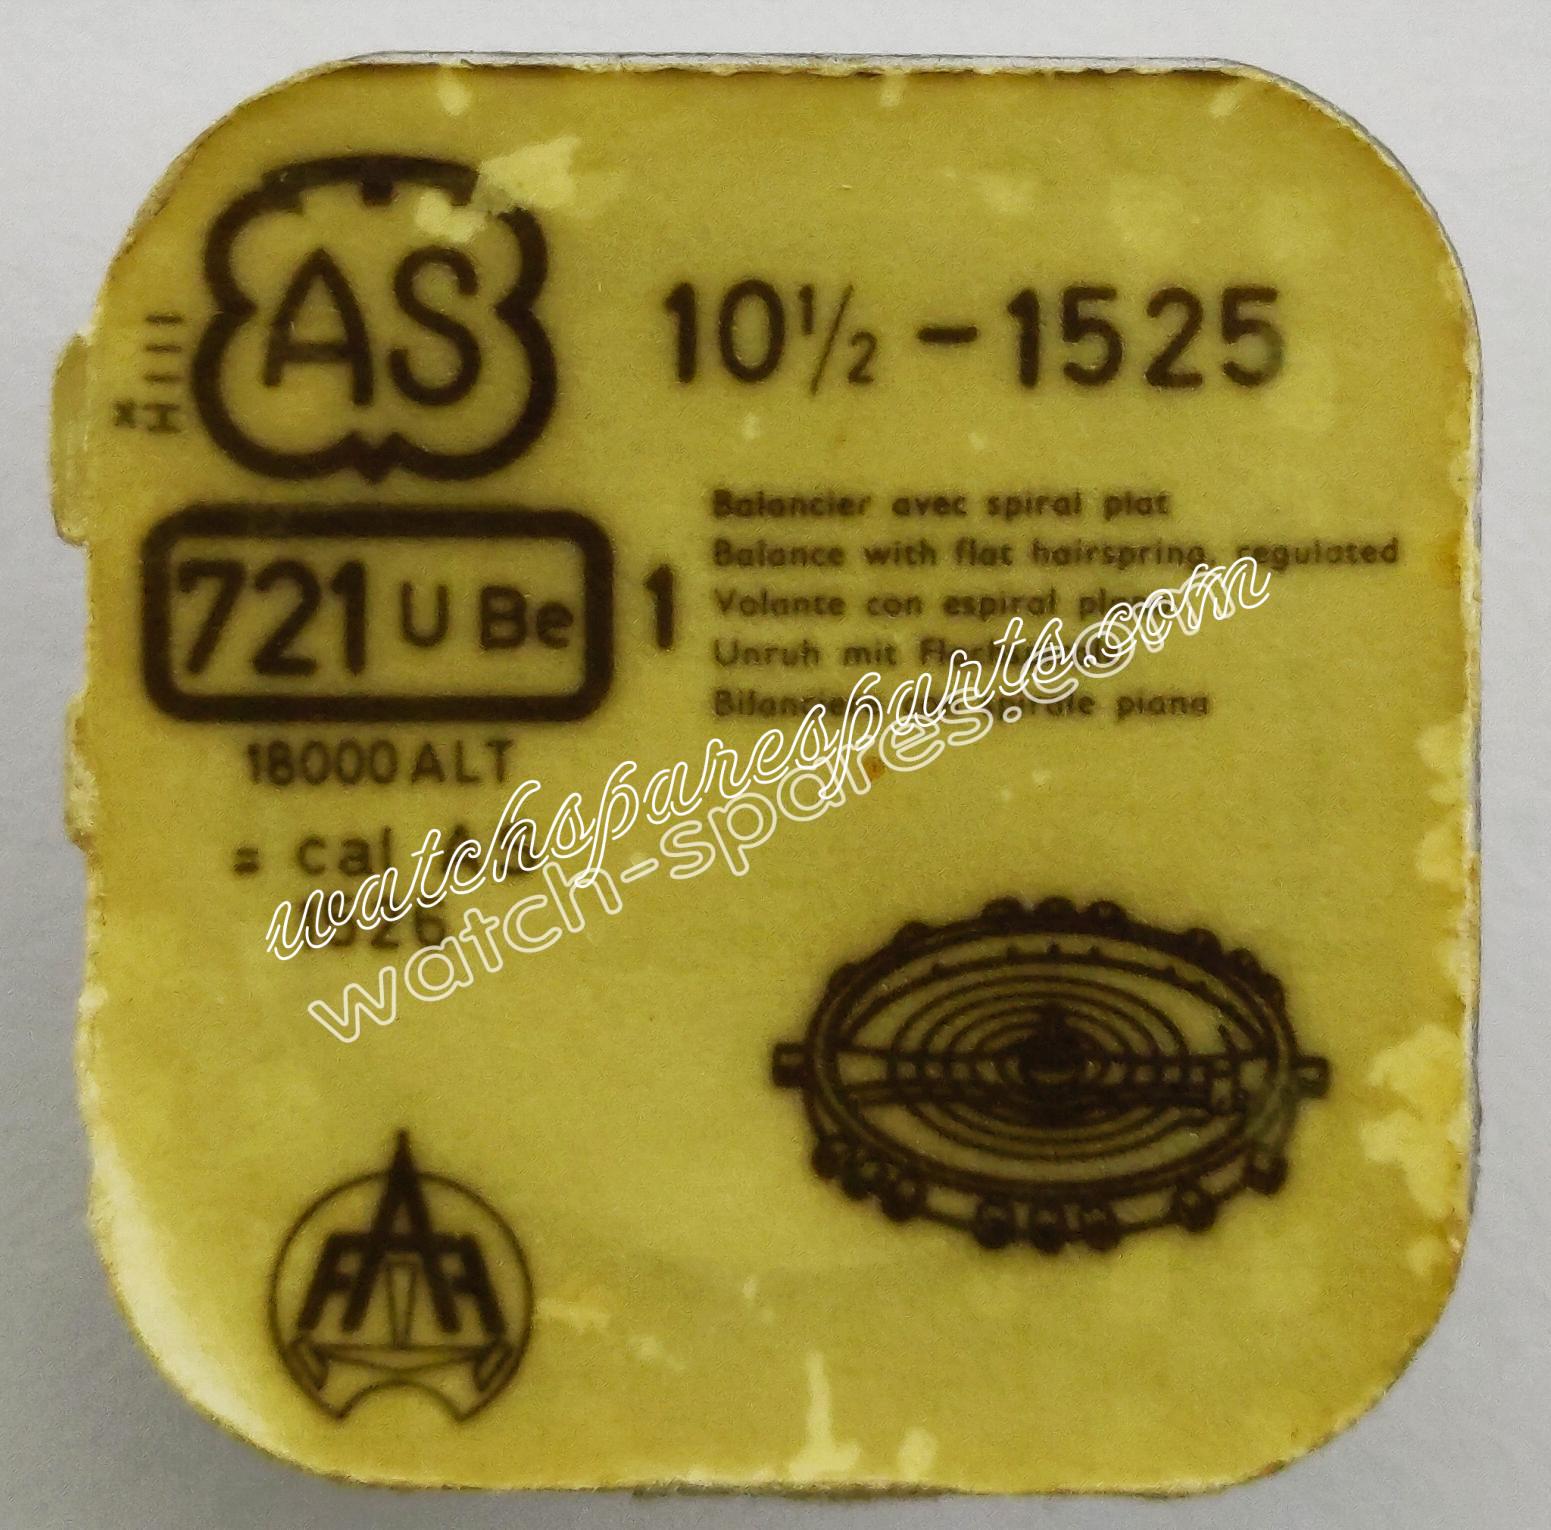 AS
10½ – 1525
721 U Be 1
Balancier avec spiral plat
Balance with flat hairspring, regulated
Volante con espiral
Unruh mit
spirale piana
18000 ALT
= cal
watchsparesparts.com
watch-spares.com